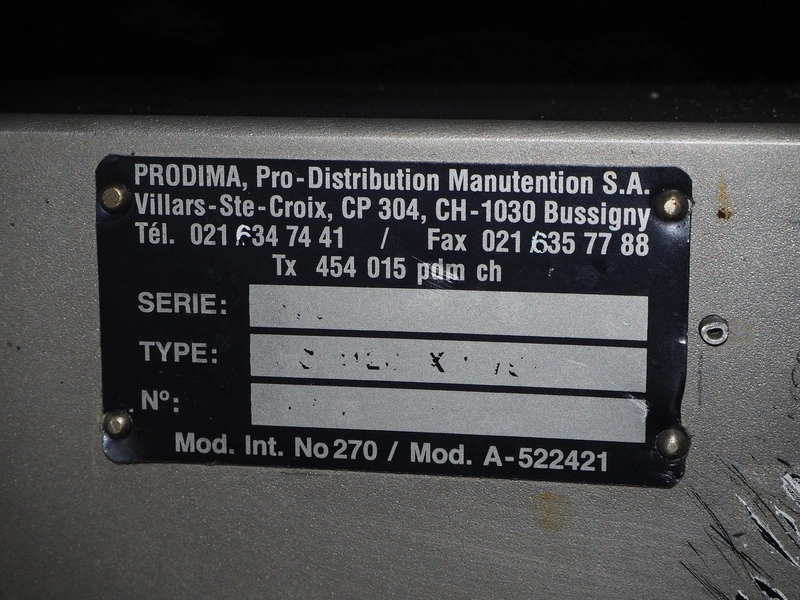 PRODIMA, Pro-Distribution Manutention S.A.
Villars-Ste-Croix, CP 304, CH-1030 Bussigny
Tél. 021 634 74 41 / Fax 021 635 77 88
Tx 454 015 pdm ch
SERIE:
TYPE:
Nº:
Mod. Int. No 270 / Mod. A-522421